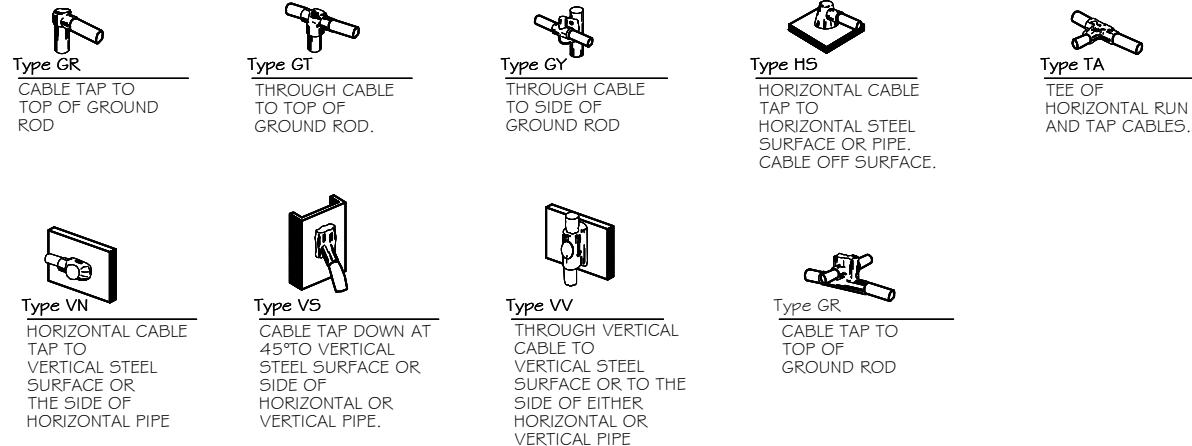 Type GR
CABLE TAP TO
TOP OF GROUND
ROD
Type GT
THROUGH CABLE
TO TOP OF
GROUND ROD.
Type GY
THROUGH CABLE
TO SIDE OF
GROUND ROD
Type HS
HORIZONTAL CABLE
TAP TO
HORIZONTAL STEEL
SURFACE OR PIPE.
CABLE OFF SURFACE.
Type TA
TEE OF
HORIZONTAL RUN
AND TAP CABLES.
Type VN
HORIZONTAL CABLE
TAP TO
VERTICAL STEEL
SURFACE OR
THE SIDE OF
HORIZONTAL PIPE
Type VS
CABLE TAP DOWN AT
45°TO VERTICAL
STEEL SURFACE OR
SIDE OF
HORIZONTAL OR
VERTICAL PIPE.
Type VV
THROUGH VERTICAL
CABLE TO
VERTICAL STEEL
SURFACE OR TO THE
SIDE OF EITHER
HORIZONTAL OR
VERTICAL PIPE
Type GR
CABLE TAP TO
TOP OF
GROUND ROD